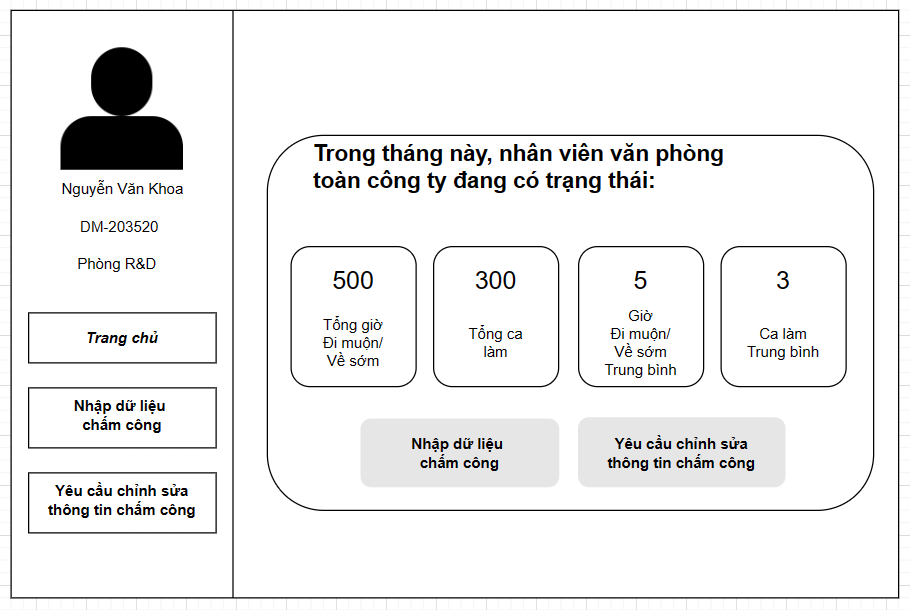 Nguyễn Văn Khoa
DM-203520
Phòng R&D
Trang chủ
Nhập dữ liệu
chấm công
Yêu cầu chỉnh sửa
thông tin chấm công
Trong tháng này, nhân viên văn phòng
toàn công ty đang có trạng thái:
500
Tổng giờ
Đi muộn/
Về sớm
300
Tổng ca
làm
5
Giờ
Đi muộn/
Về sớm
Trung bình
3
Ca làm
Trung bình
Nhập dữ liệu
chấm công
Yêu cầu chỉnh sửa
thông tin chấm công